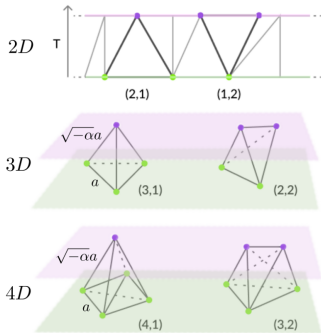 2D
T
(2,1) (1,2)
3D
√-αa
a
(3,1) (2,2)
4D
√-αa
a
(4,1) (3,2)